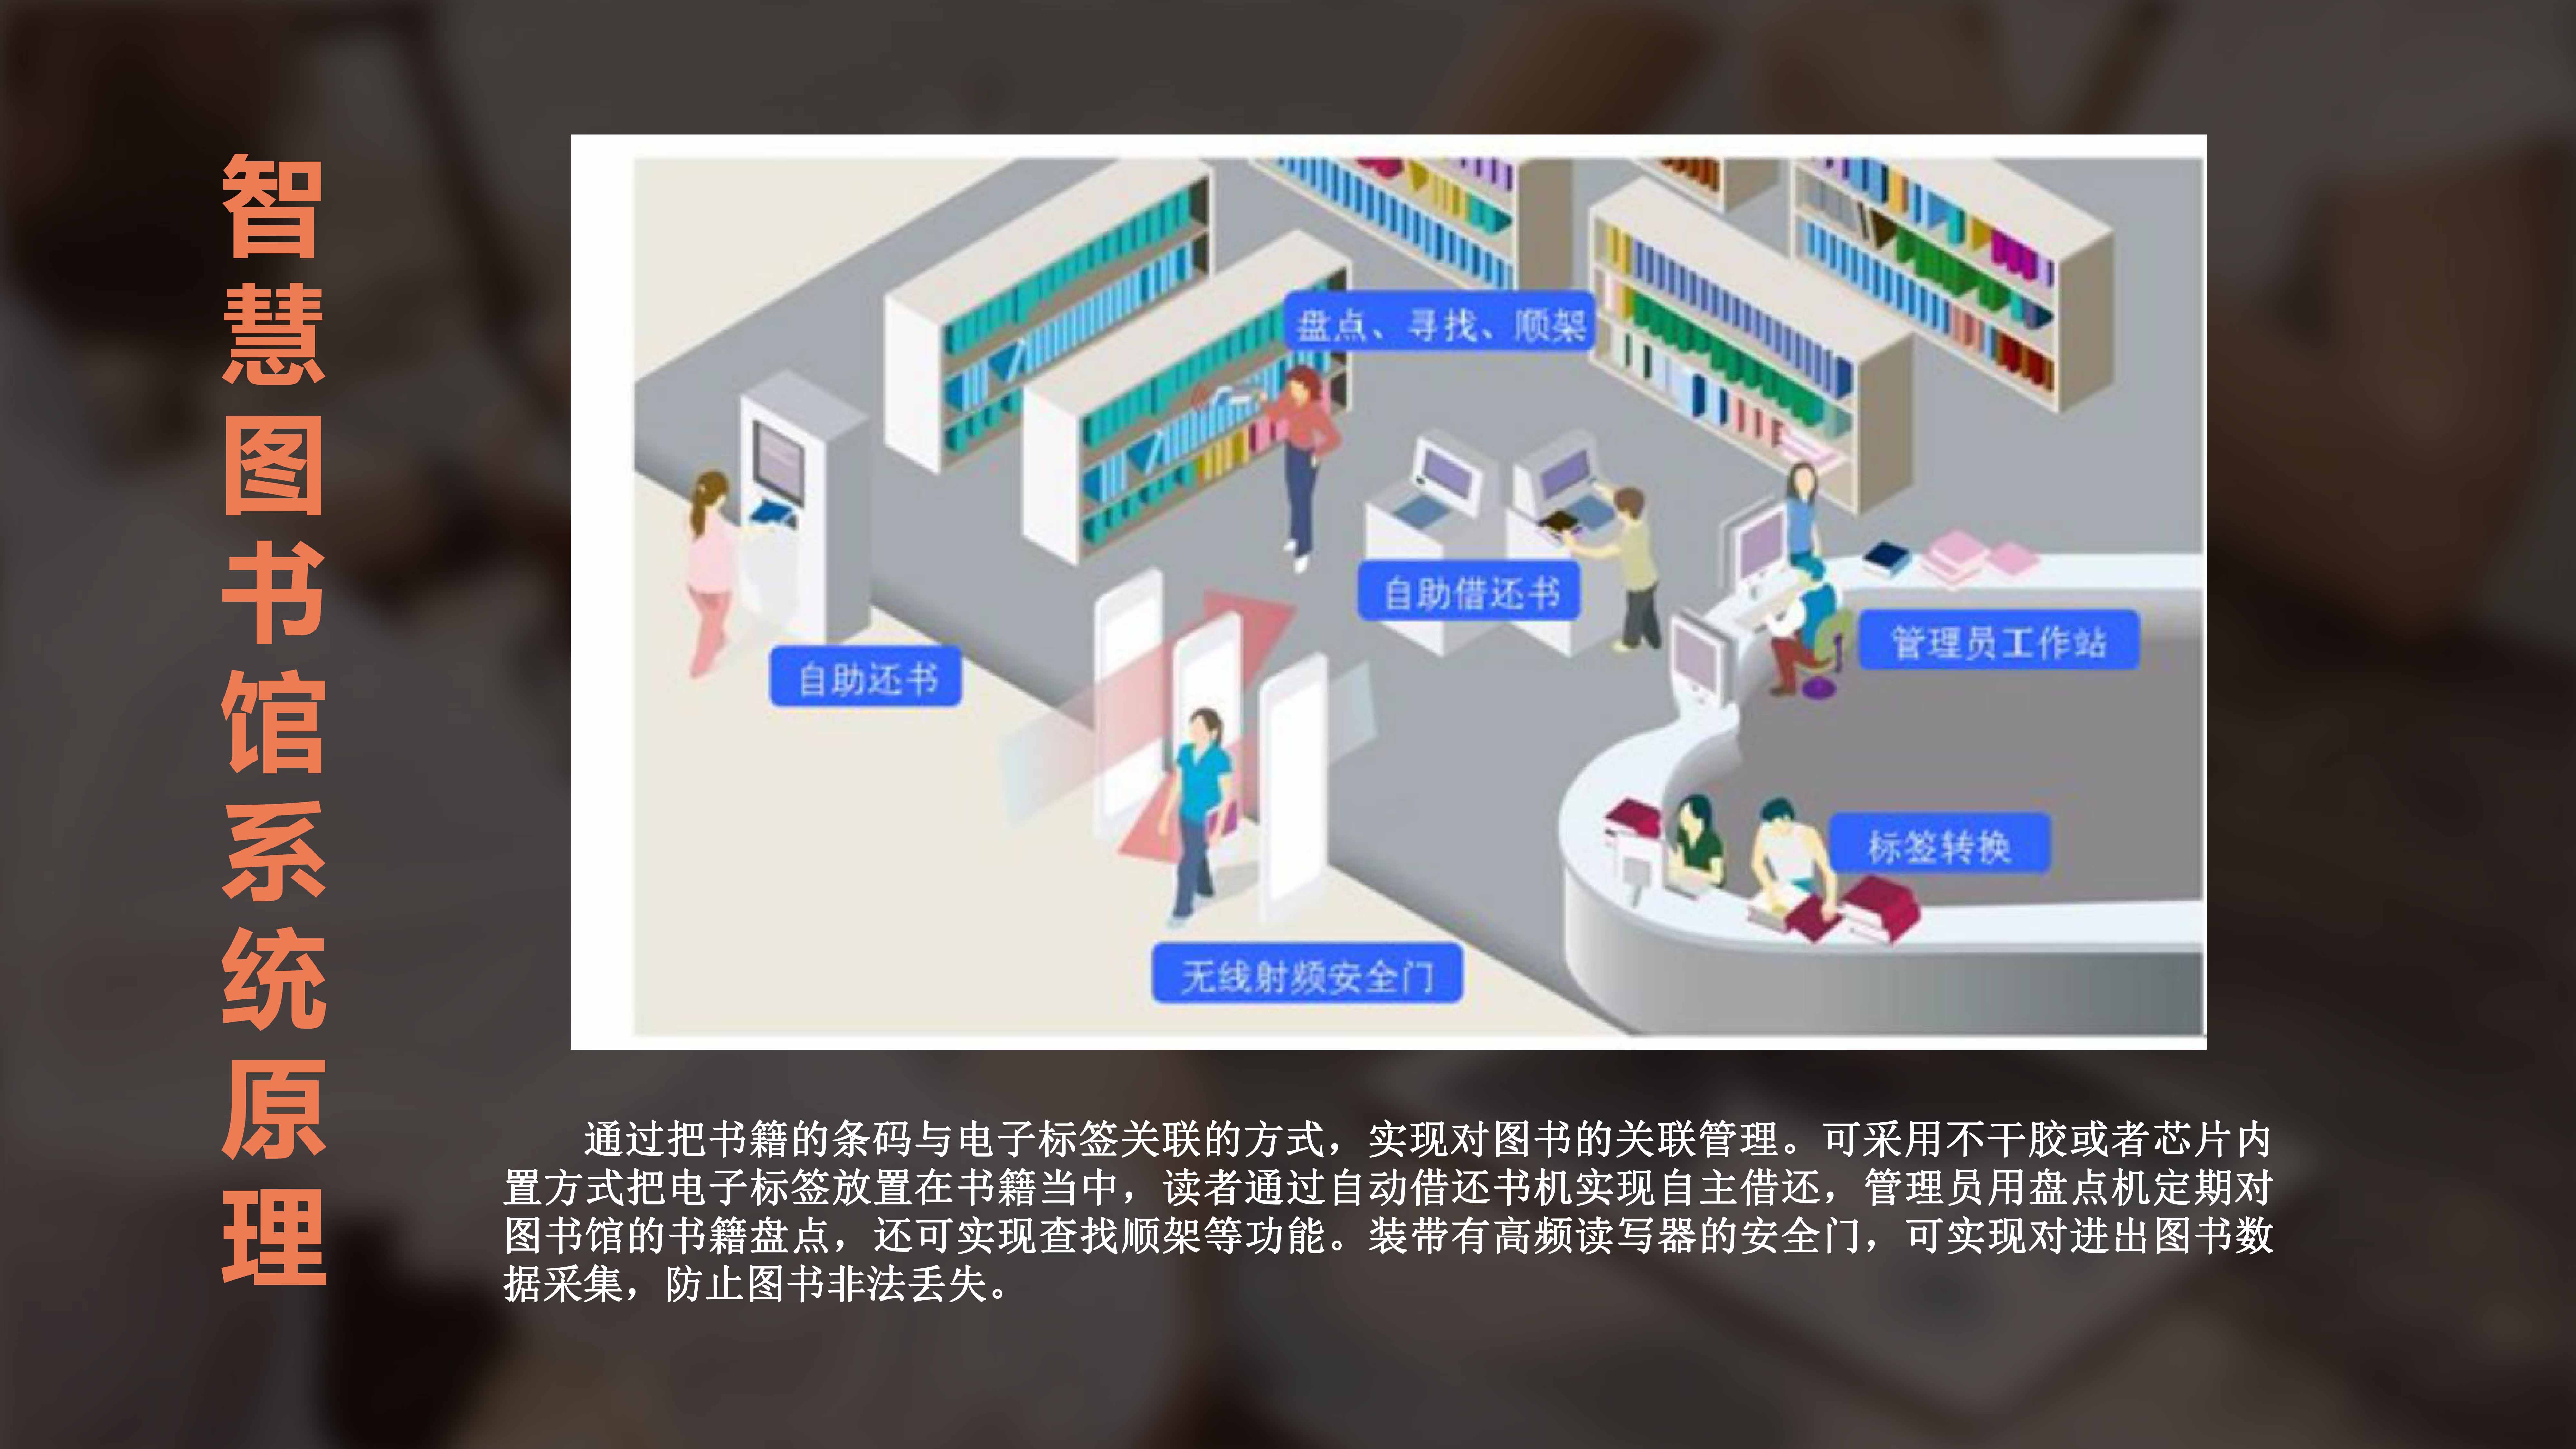 智慧图书馆系统原理
盘点、寻找、顺架
自助借还书
管理员工作站
自助还书
标签转换
无线射频安全门
通过把书籍的条码与电子标签关联的方式，实现对图书的关联管理。可采用不干胶或者芯片内
置方式把电子标签放置在书籍当中，读者通过自动借还书机实现自主借还，管理员用盘点机定期对
图书馆的书籍盘点，还可实现查找顺架等功能。装带有高频读写器的安全门，可实现对进出图书数
据采集，防止图书非法丢失。